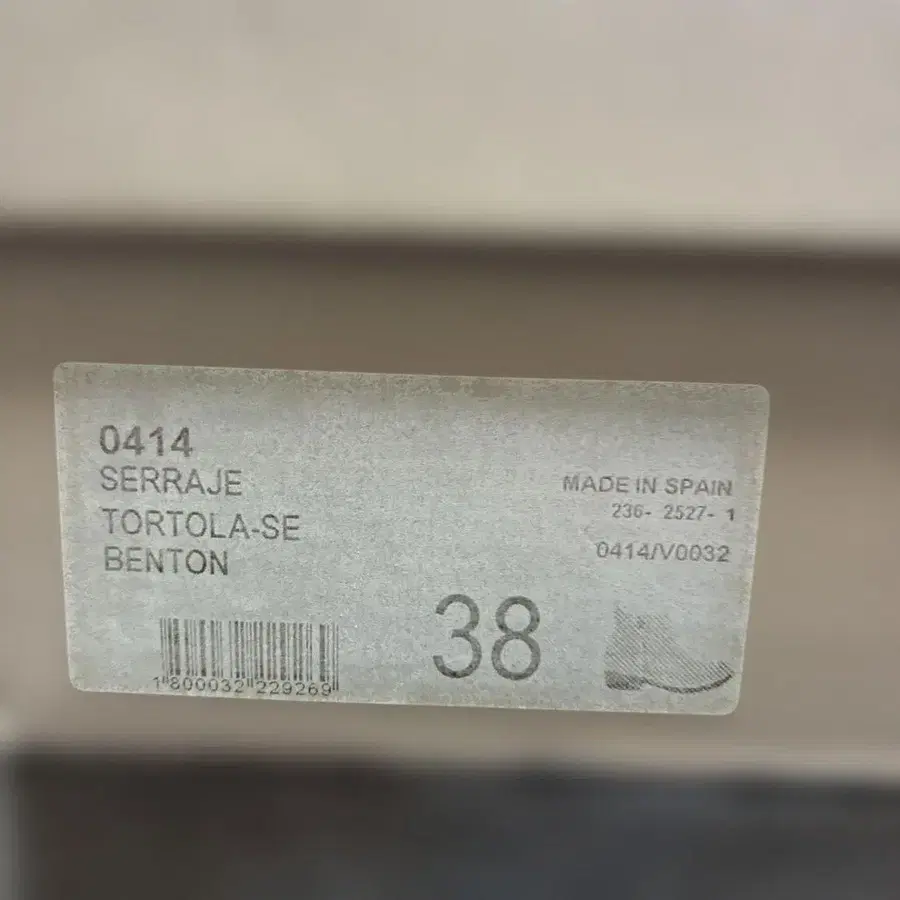 0414
SERRAJE
TORTOLA-SE
BENTON
MADE IN SPAIN
236- 2527- 1
0414/V0032
38
1 800032 229269